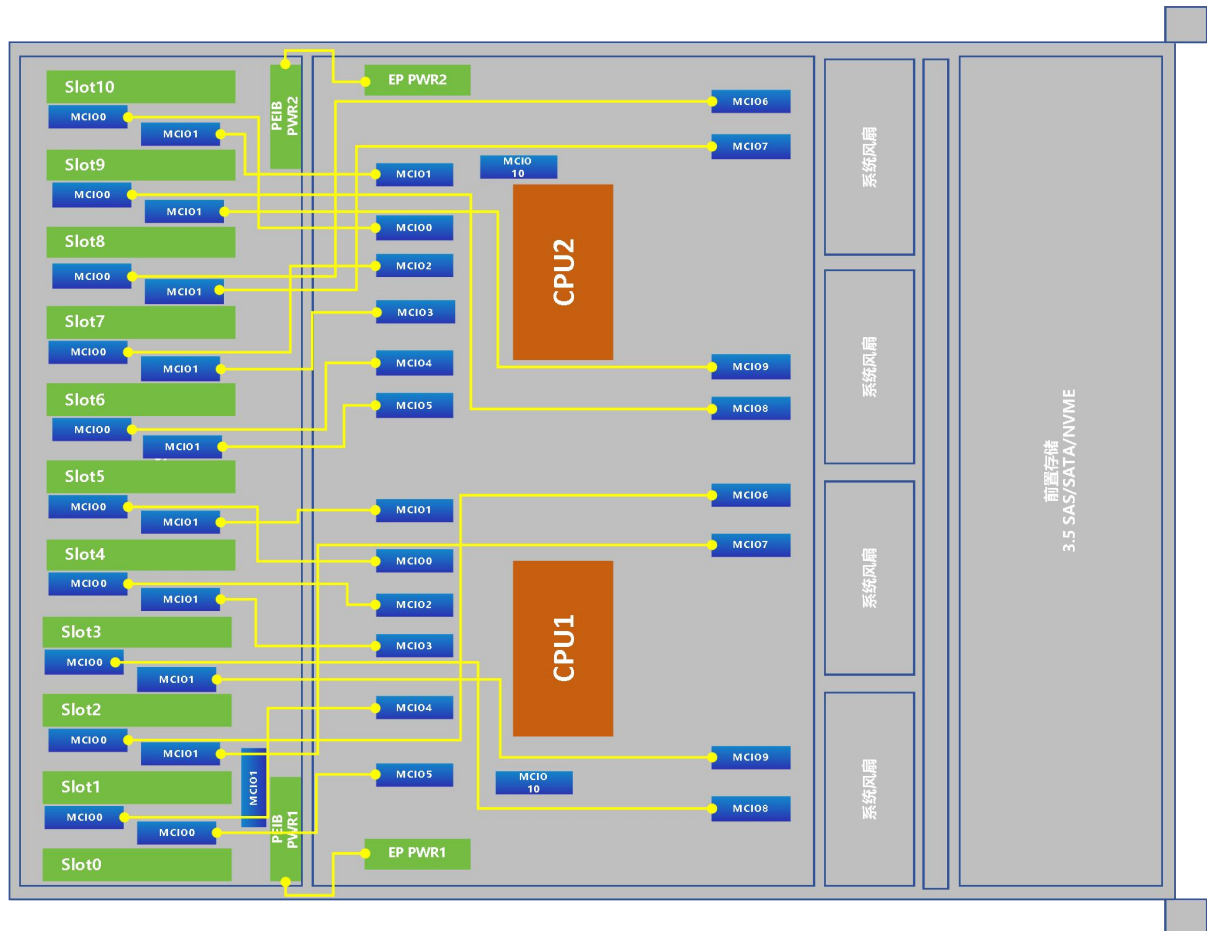 Slot10
MCIO0
MCIO1
Slot9
MCIO0
MCIO1
Slot8
MCIO0
MCIO1
Slot7
MCIO0
MCIO1
Slot6
MCIO0
MCIO1
Slot5
MCIO0
MCIO1
Slot4
MCIO0
MCIO1
Slot3
MCIO0
MCIO1
Slot2
MCIO0
MCIO1
Slot1
MCIO0
MCIO0
Slot0
MCIO1
PEIB
PWR2
PEIB
PWR1
EP PWR2
MCIO1
MCIO
10
MCIO0
MCIO2
MCIO3
MCIO4
MCIO5
CPU2
MCIO6
MCIO7
MCIO9
MCIO8
MCIO1
MCIO0
MCIO2
MCIO3
MCIO4
MCIO5
CPU1
MCIO
10
EP PWR1
MCIO6
MCIO7
MCIO9
MCIO8
系统风扇
系统风扇
系统风扇
系统风扇
前置存储
3.5 SAS/SATA/NVME